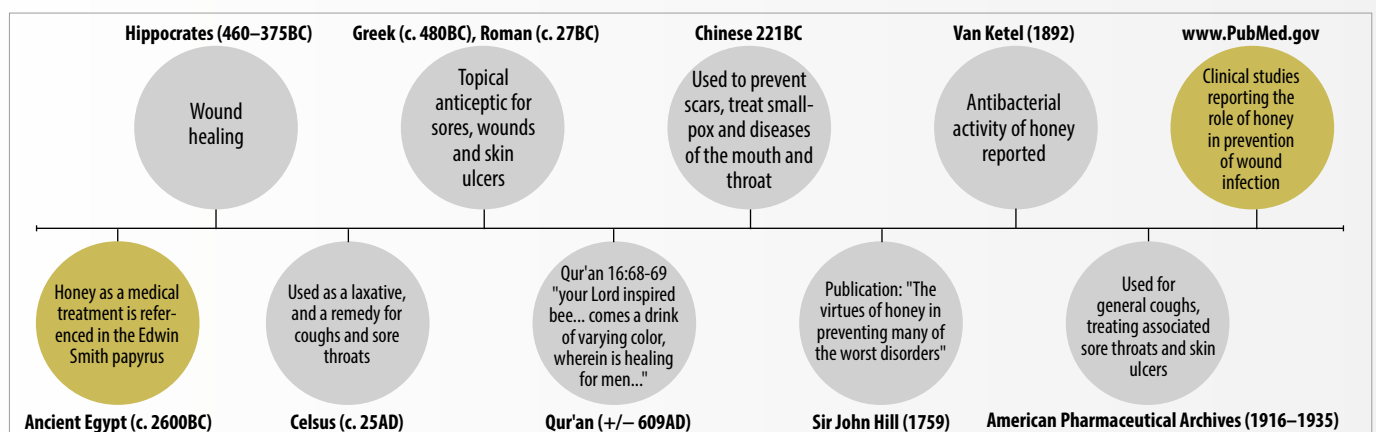 Hippocrates (460–375BC)
Wound
healing
Greek (c. 480BC), Roman (c. 27BC)
Topical
anticeptic for
sores, wounds
and skin
ulcers
Chinese 221BC
Used to prevent
scars, treat small-
pox and diseases
of the mouth and
throat
Van Ketel (1892)
Antibacterial
activity of honey
reported
www.PubMed.gov
Clinical studies
reporting the
role of honey
in prevention
of wound
infection
Honey as a medical
treatment is refer-
enced in the Edwin
Smith papyrus
Ancient Egypt (c. 2600BC)
Used as a laxative,
and a remedy for
coughs and sore
throats
Celsus (c. 25AD)
Qur'an 16:68-69
"your Lord inspired
bee... comes a drink
of varying color,
wherein is healing
for men..."
Qur'an (+/– 609AD)
Publication: "The
virtues of honey in
preventing many of
the worst disorders"
Sir John Hill (1759)
Used for
general coughs,
treating associated
sore throats and skin
ulcers
American Pharmaceutical Archives (1916–1935)